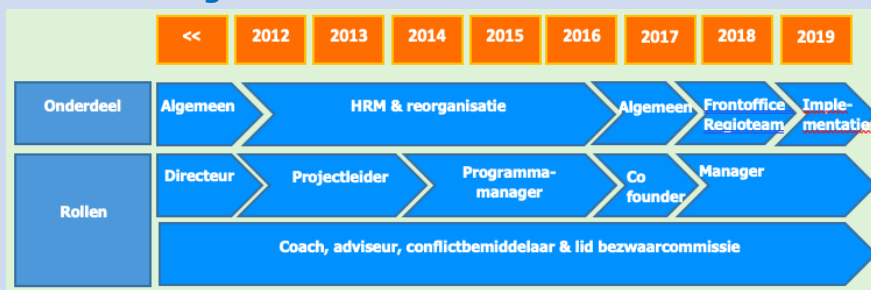 << 2012 2013 2014 2015 2016 2017 2018 2019
Onderdeel
Algemeen
HRM & reorganisatie
Algemeen
Frontoffice
Regioteam
Imple-
mentatie
Rollen
Directeur
Projectleider
Programma-
manager
Co
founder
Manager
Coach, adviseur, conflictbemiddelaar & lid bezwaarcommissie